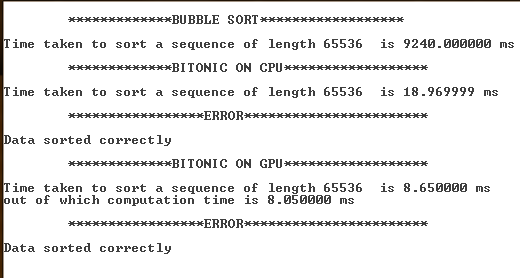 *************BUBBLE SORT******************
Time taken to sort a sequence of length 65536  is 9240.000000 ms
*************BITONIC ON CPU******************
Time taken to sort a sequence of length 65536  is 18.969999 ms
*****************ERROR***********************
Data sorted correctly
*************BITONIC ON GPU******************
Time taken to sort a sequence of length 65536  is 8.650000 ms
out of which computation time is 8.050000 ms
*****************ERROR***********************
Data sorted correctly